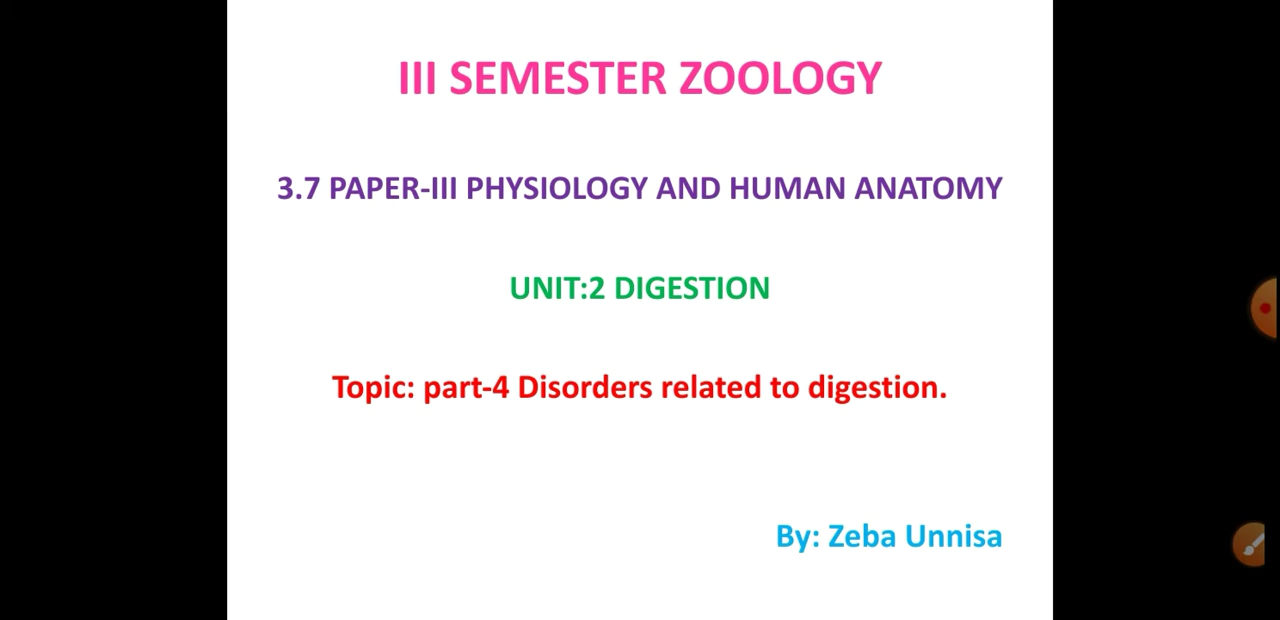 III SEMESTER ZOOLOGY
3.7 PAPER-III PHYSIOLOGY AND HUMAN ANATOMY
UNIT:2 DIGESTION
Topic: part-4 Disorders related to digestion.
By: Zeba Unnisa